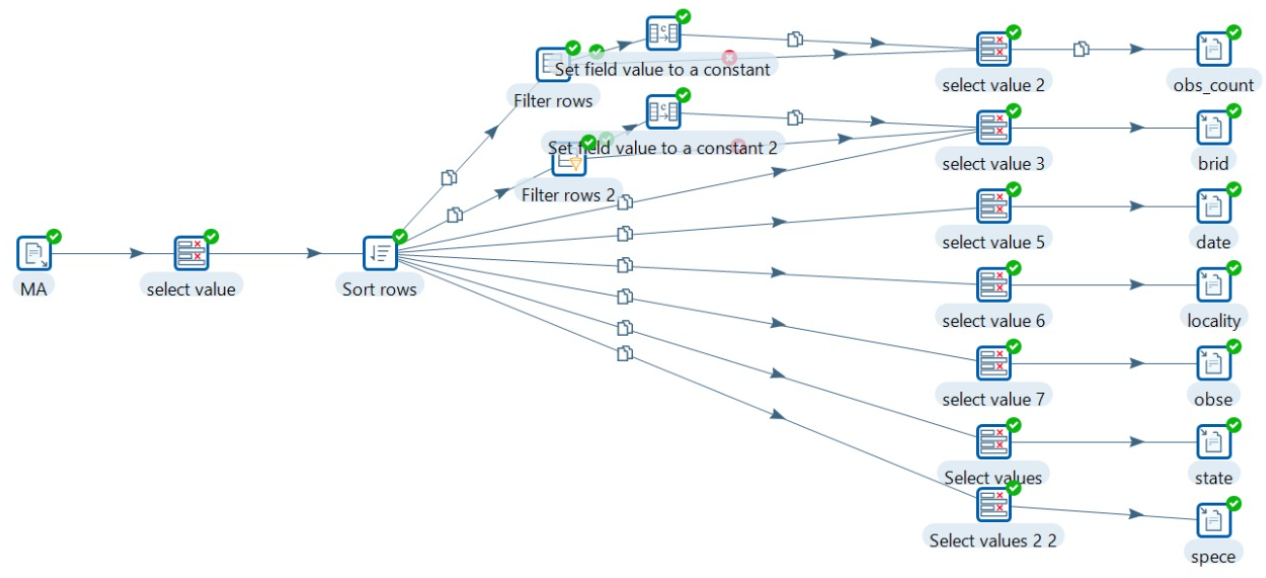 Set field value to a constant
select value 2
obs_count
Filter rows
Set field value to a constant 2
select value 3
brid
Filter rows 2
select value 5
date
MA
select value
Sort rows
select value 6
locality
select value 7
obse
Select values
state
Select values 2 2
spece